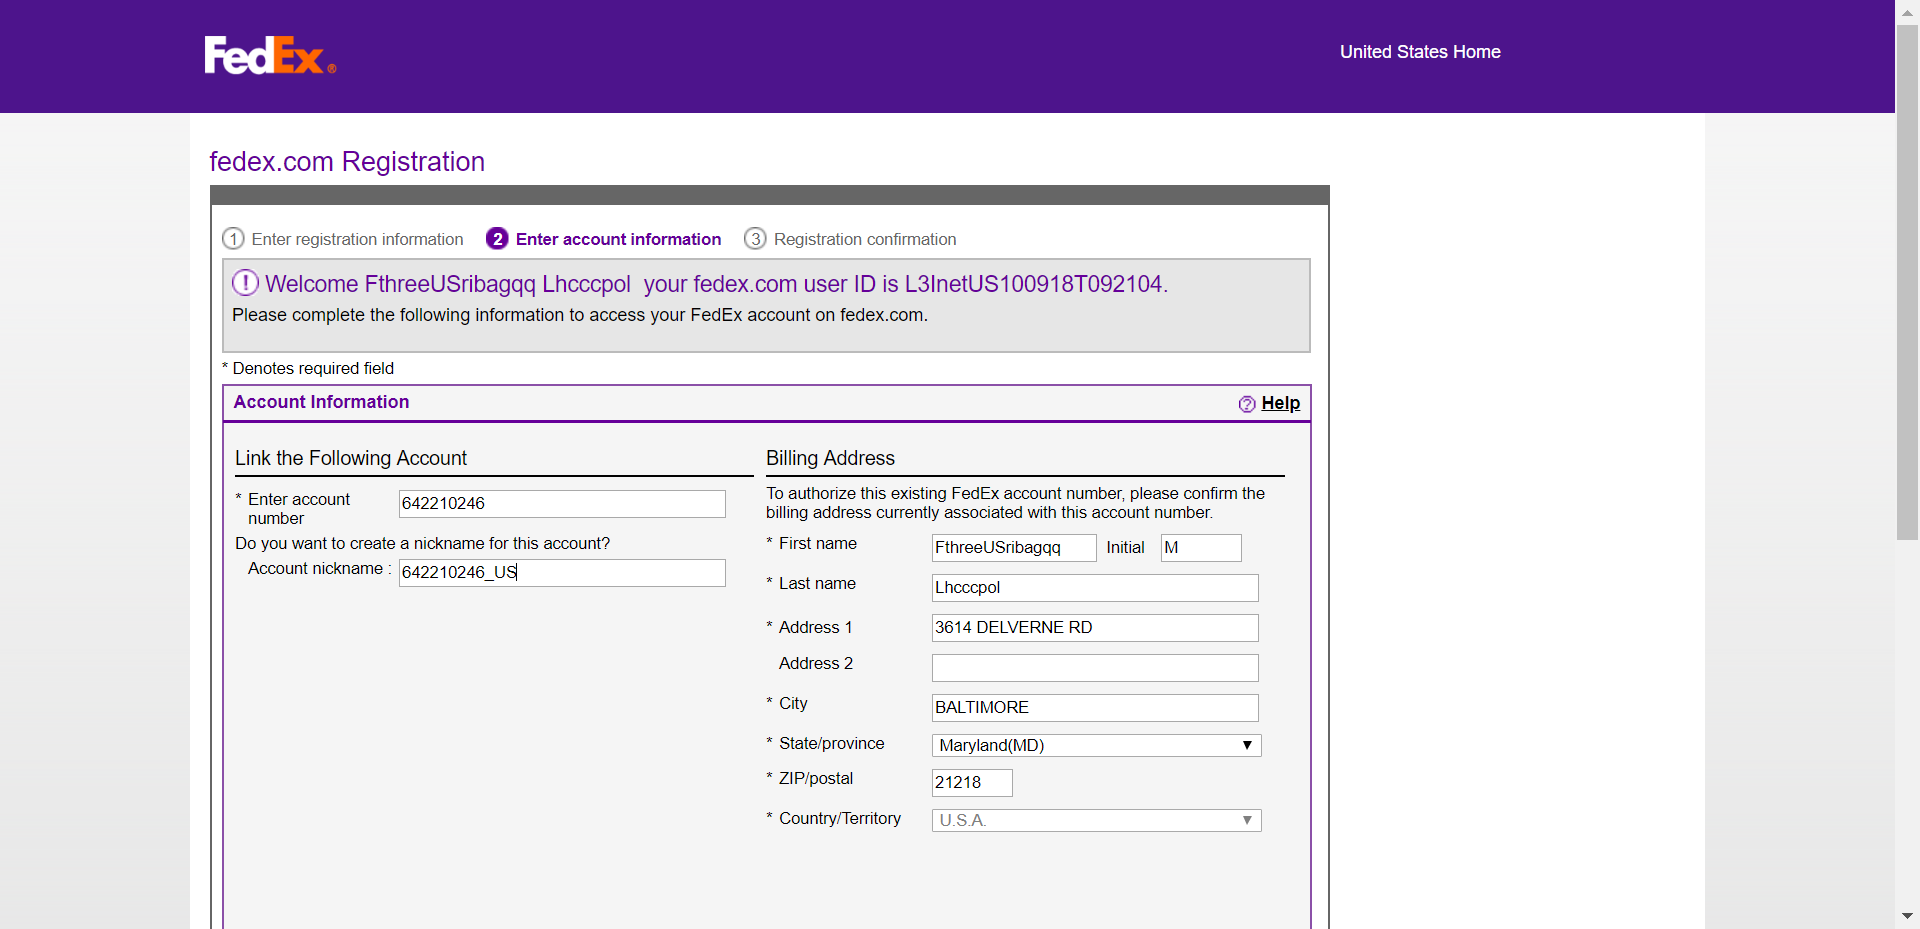 FedEx®
United States Home
fedex.com Registration
1 Enter registration information 2 Enter account information 3 Registration confirmation
! Welcome FthreeUSribagqq Lhcccpol your fedex.com user ID is L3InetUS100918T092104.
Please complete the following information to access your FedEx account on fedex.com.
* Denotes required field
Account Information
? Help
Link the Following Account
* Enter account
number
642210246
Do you want to create a nickname for this account?
Account nickname : 642210246_US
Billing Address
To authorize this existing FedEx account number, please confirm the
billing address currently associated with this account number.
* First name FthreeUSribagqq Initial M
* Last name Lhcccpol
* Address 1 3614 DELVERNE RD
Address 2
* City BALTIMORE
* State/province Maryland(MD)
* ZIP/postal 21218
* Country/Territory U.S.A.